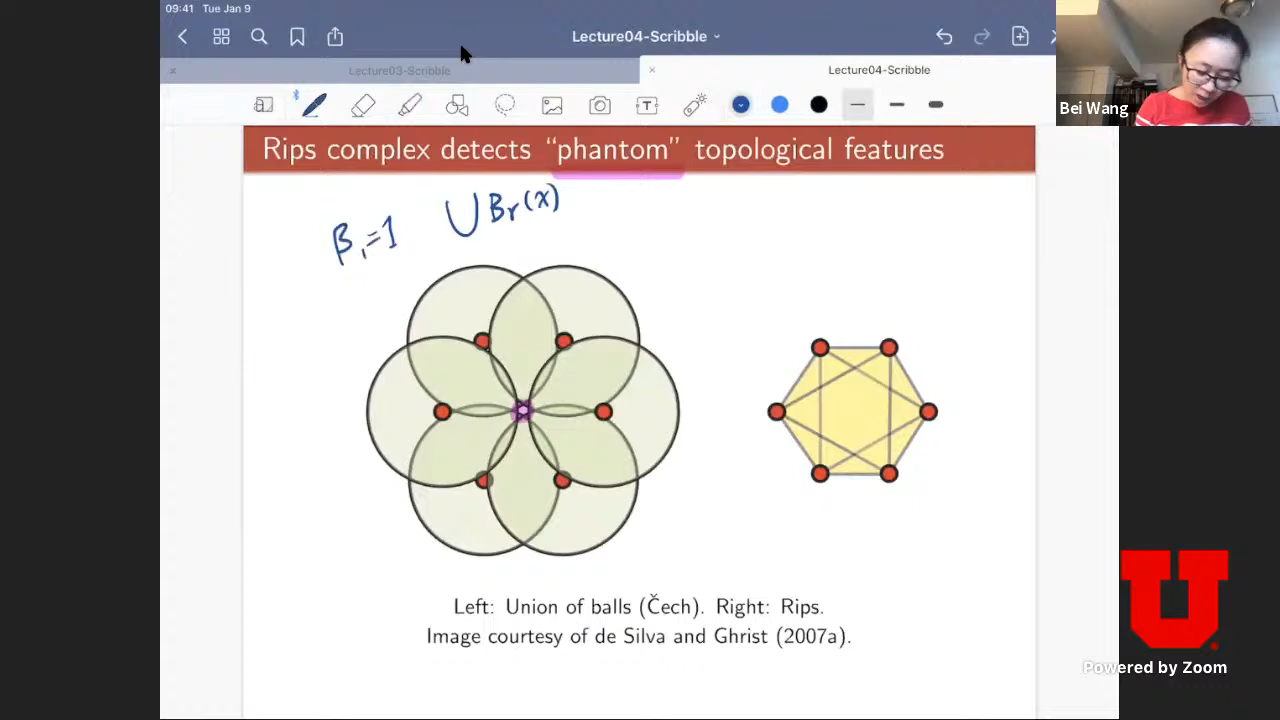 09:41 Tue Jan 9
Lecture04-Scribble
Lecture03-Scribble
Lecture04-Scribble
T
Bei Wang
Rips complex detects “phantom” topological features
β₁=1 ⋃ Br(x)
Left: Union of balls (Čech). Right: Rips.
Image courtesy of de Silva and Ghrist (2007a).
U
Powered by Zoom